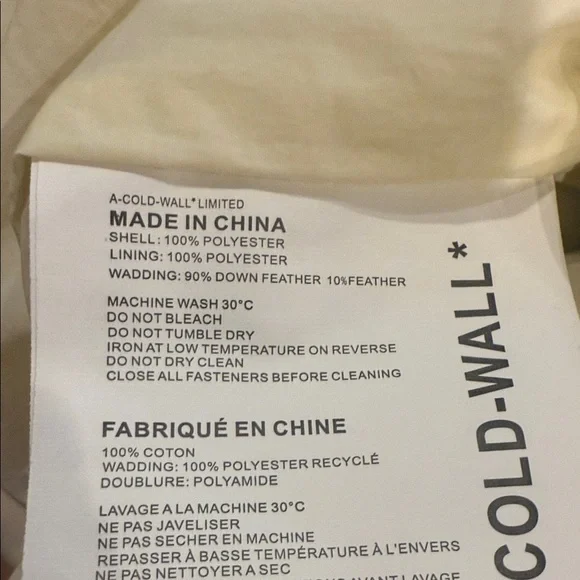 A-COLD-WALL* LIMITED
MADE IN CHINA
SHELL: 100% POLYESTER
LINING: 100% POLYESTER
WADDING: 90% DOWN FEATHER 10%FEATHER
MACHINE WASH 30°C
DO NOT BLEACH
DO NOT TUMBLE DRY
IRON AT LOW TEMPERATURE ON REVERSE
DO NOT DRY CLEAN
CLOSE ALL FASTENERS BEFORE CLEANING
FABRIQUÉ EN CHINE
100% COTON
WADDING: 100% POLYESTER RECYCLÉ
DOUBLURE: POLYAMIDE
LAVAGE A LA MACHINE 30°C
NE PAS JAVELISER
NE PAS SECHER EN MACHINE
REPASSER À BASSE TEMPÉRATURE À L'ENVERS
NE PAS NETTOYER A SEC
AVANT LAVAGE
COLD-WALL*